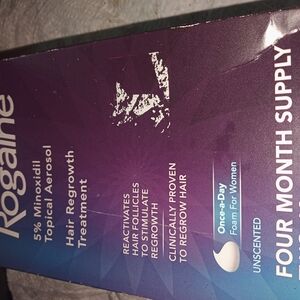 Rogaine
5% Minoxidil
Topical Aerosol
Hair Regrowth
Treatment
REACTIVATES
HAIR FOLLICLES
TO STIMULATE
REGROWTH
CLINICALLY PROVEN
TO REGROW HAIR
Once-a-Day
Foam For Women
UNSCENTED
FOUR MONTH SUPPLY